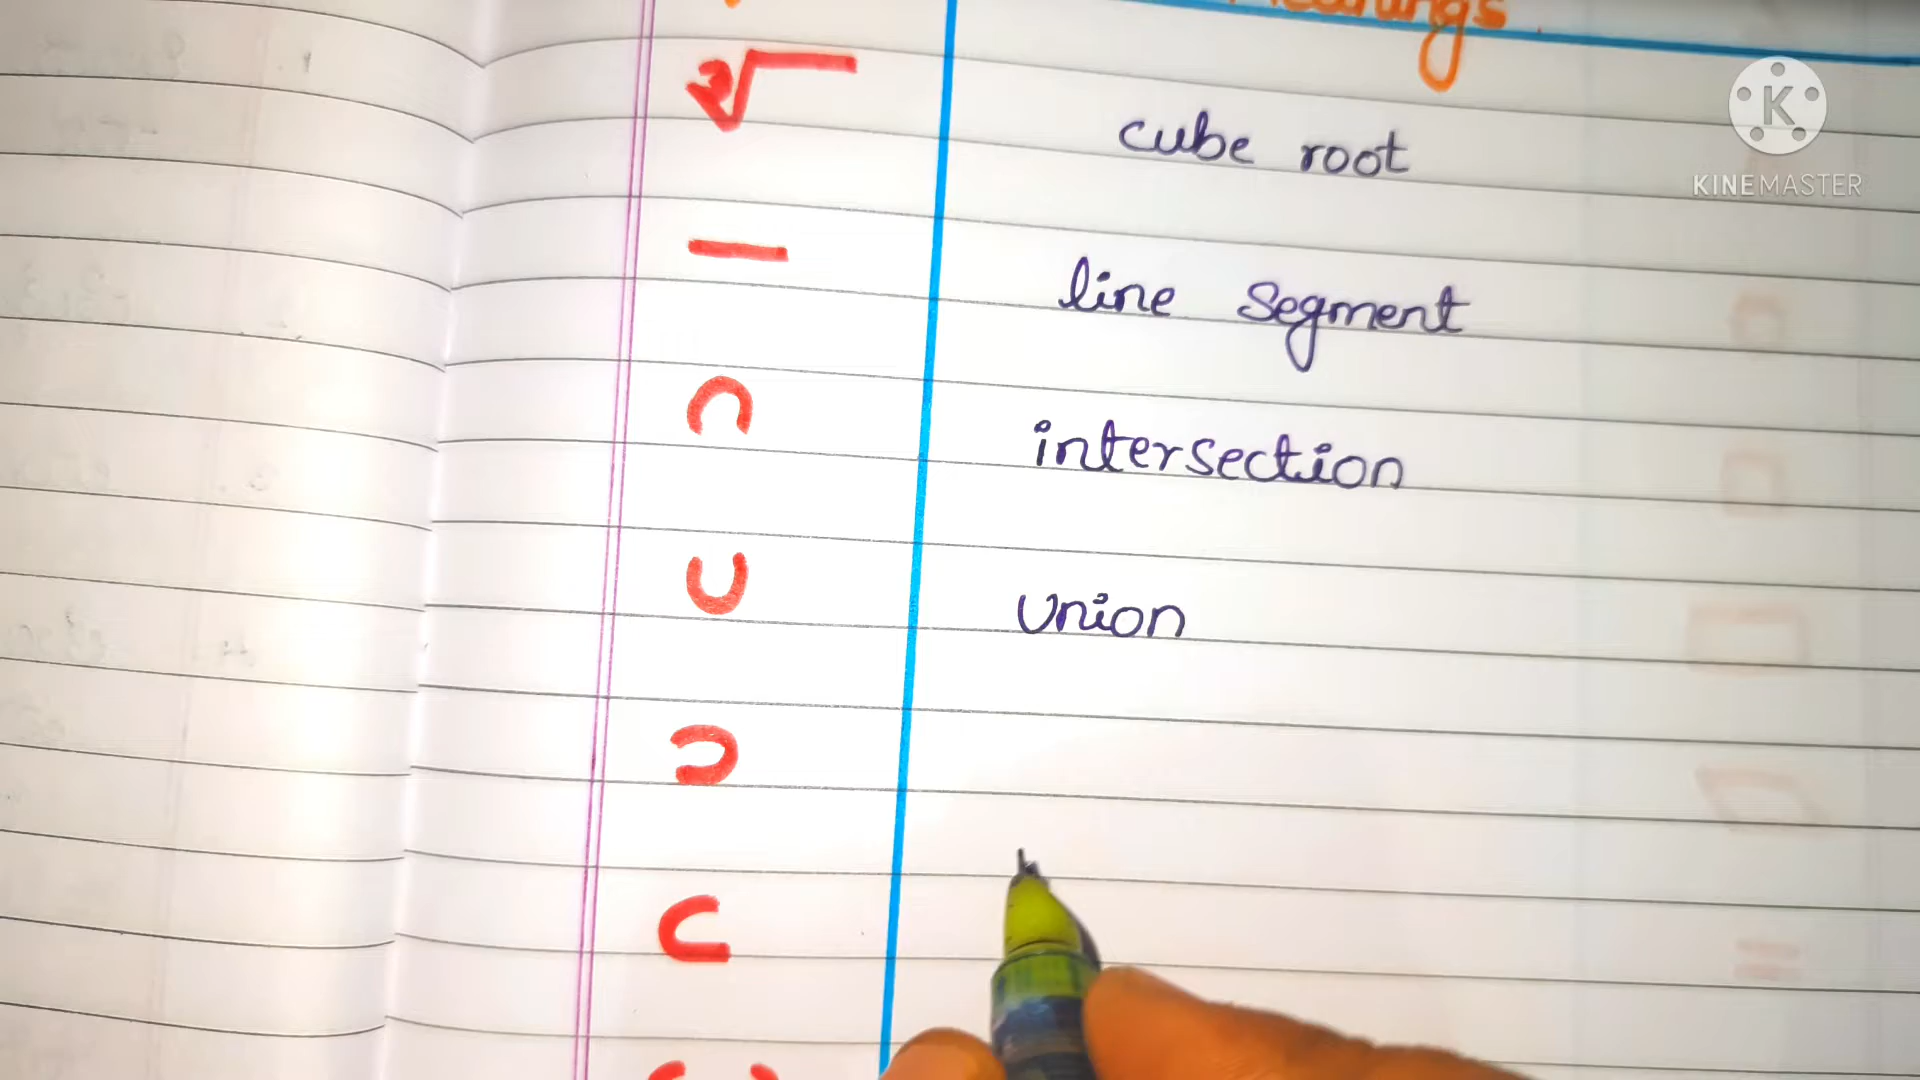 ∛ cube root
— line segment
∩ intersection
∪ Union
⊃
⊂
KINEMASTER